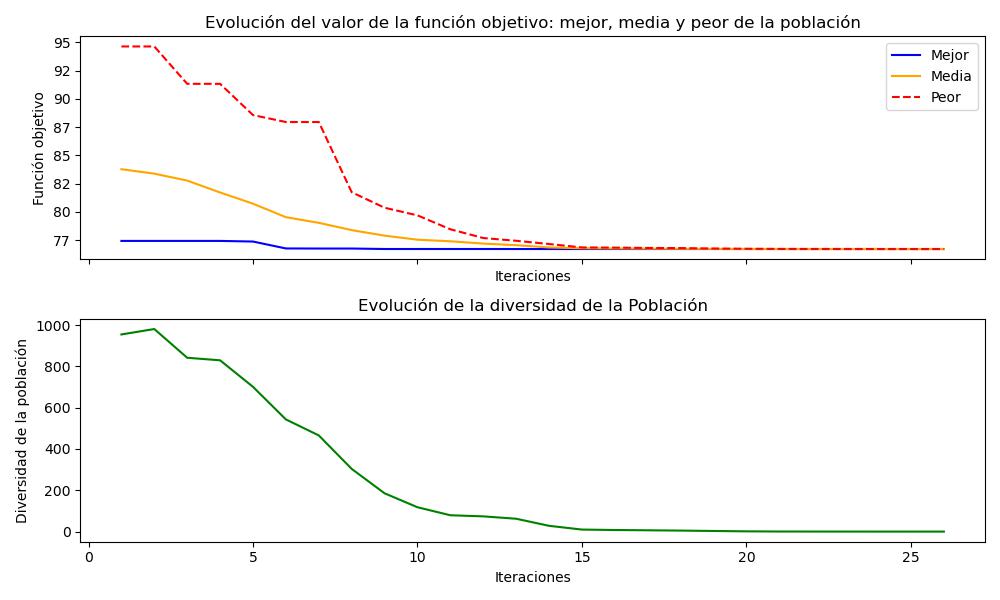 Evolución del valor de la función objetivo: mejor, media y peor de la población
95
92
90
87
85
82
80
77
Función objetivo
Mejor
Media
Peor
Iteraciones
Evolución de la diversidad de la Población
1000
800
600
400
200
0
Diversidad de la población
0 5 10 15 20 25
Iteraciones